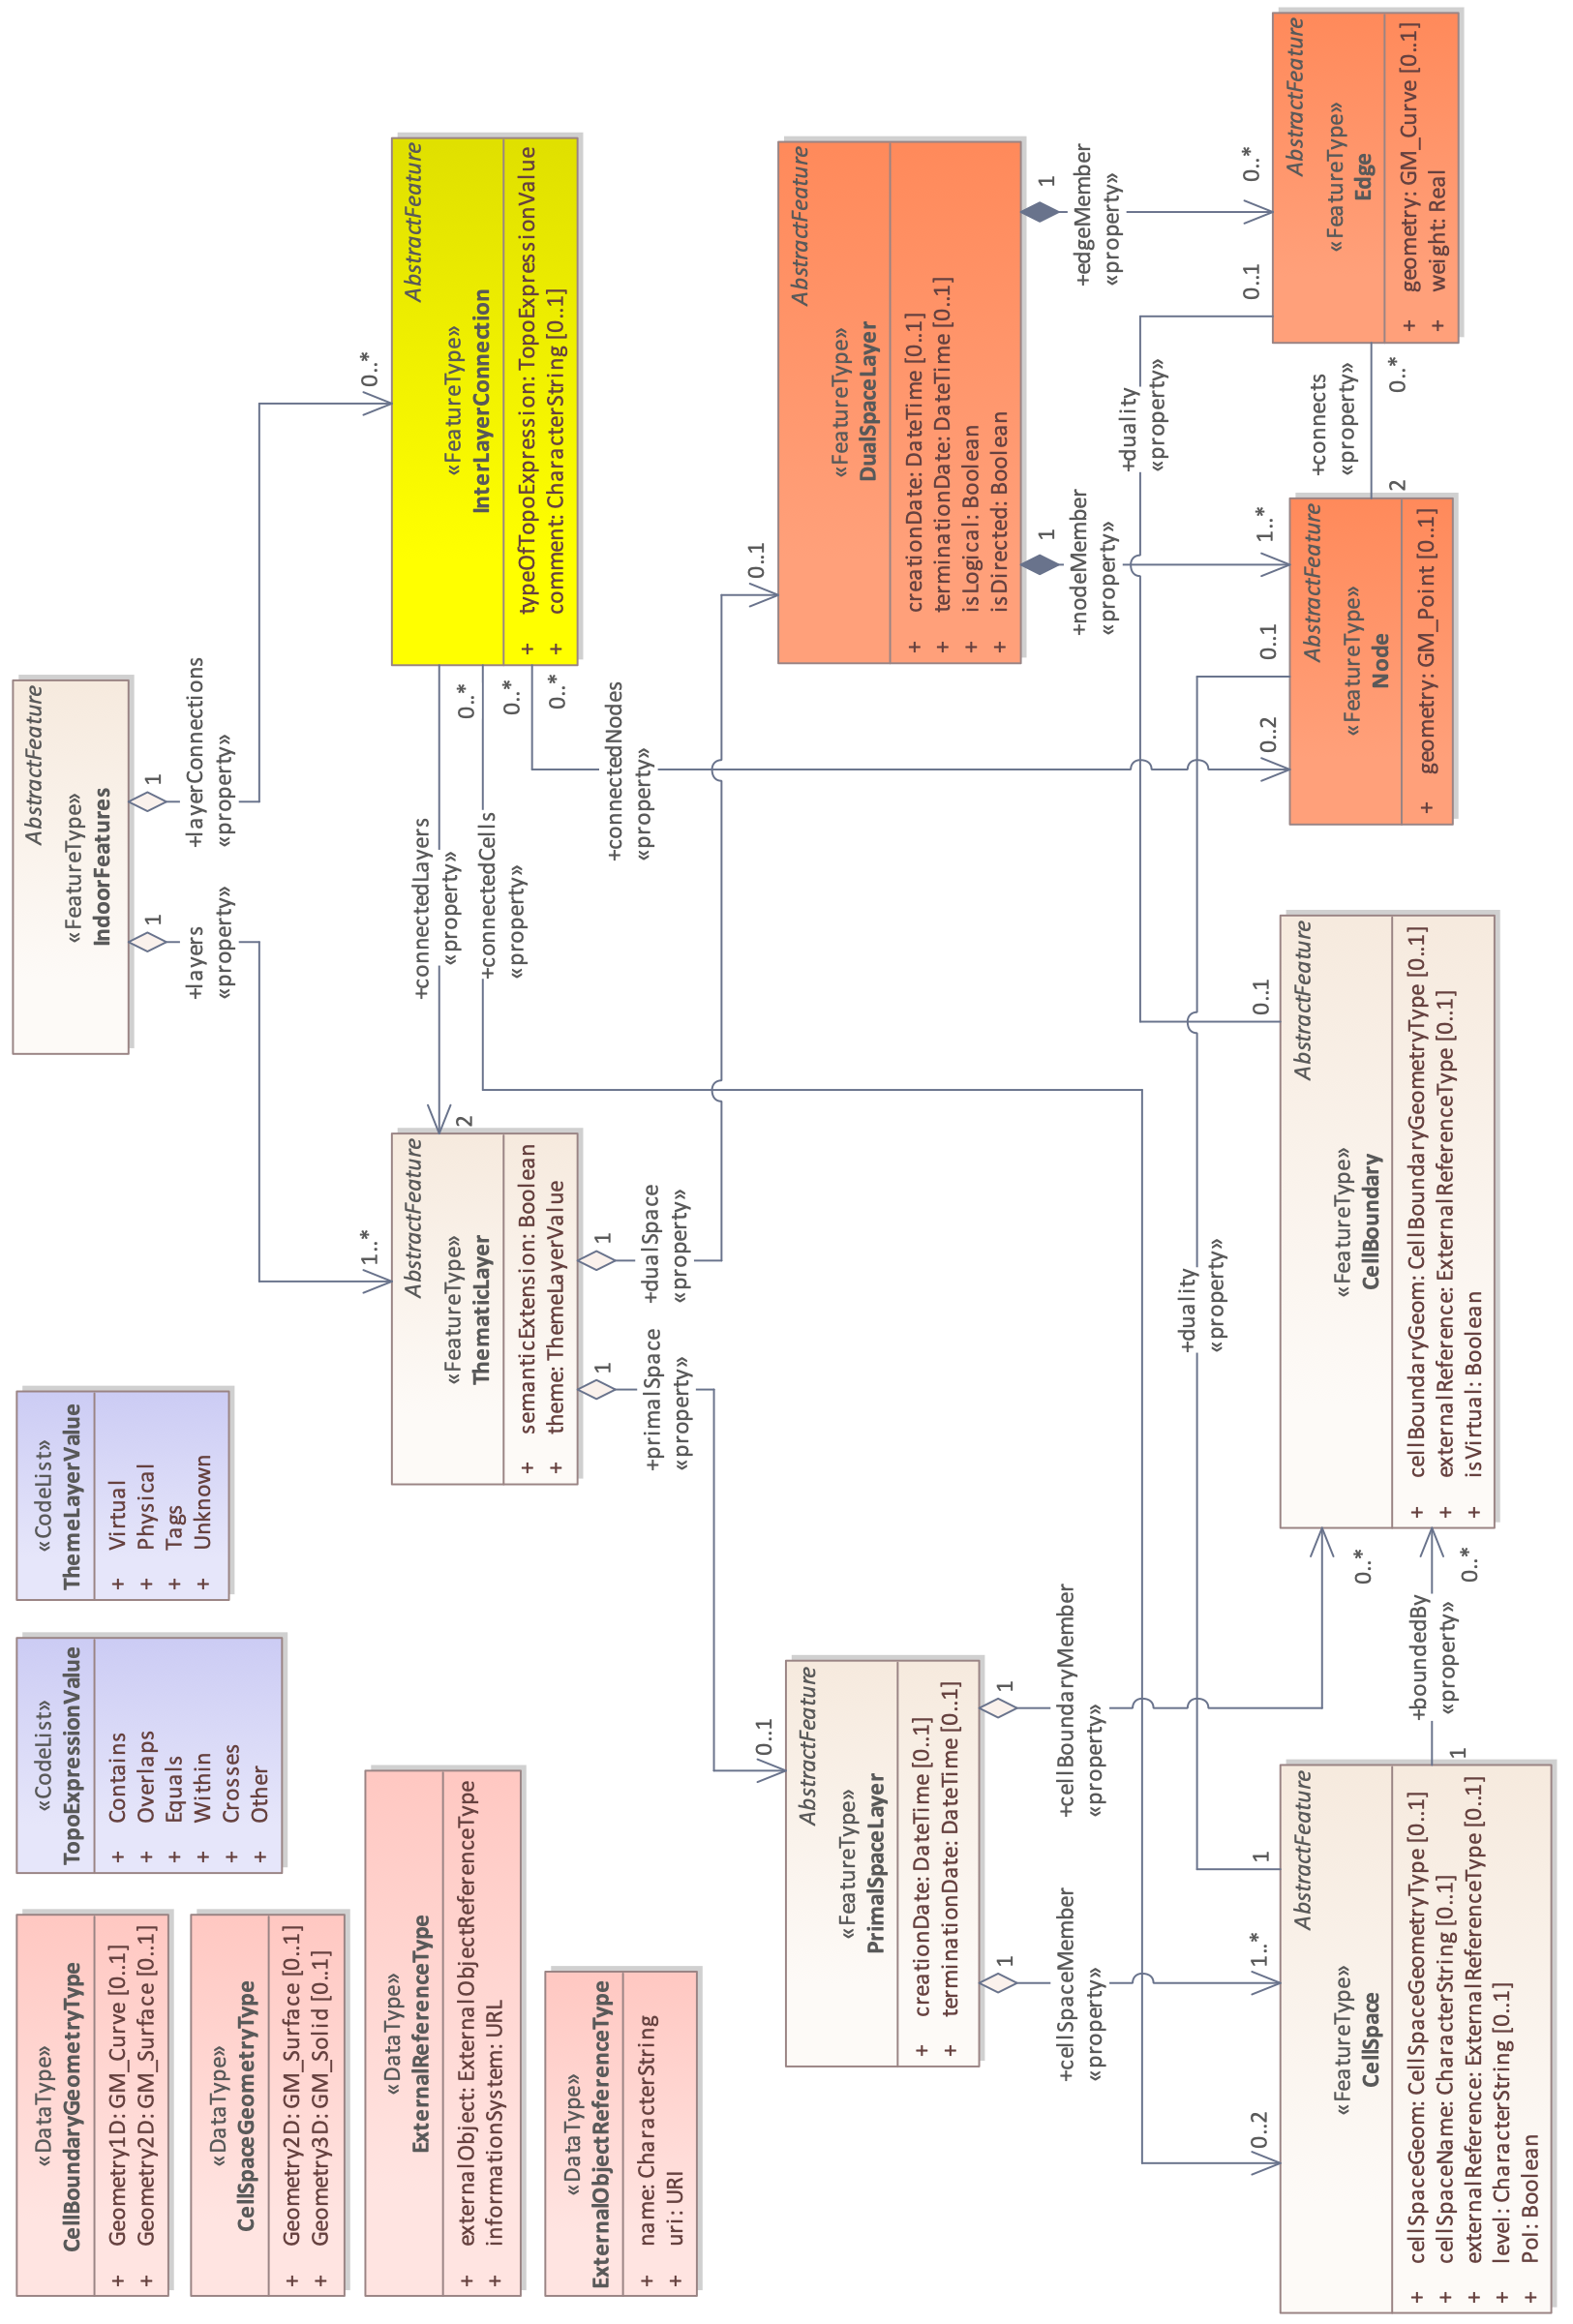 «DataType»
CellBoundaryGeometryType
+ Geometry1D: GM_Curve [0..1]
+ Geometry2D: GM_Surface [0..1]
«DataType»
CellSpaceGeometryType
+ Geometry2D: GM_Surface [0..1]
+ Geometry3D: GM_Solid [0..1]
«DataType»
ExternalReferenceType
+ externalObject: ExternalObjectReferenceType
+ informationSystem: URL
«DataType»
ExternalObjectReferenceType
+ name: CharacterString
+ uri: URI
«CodeList»
TopoExpressionValue
+ Contains
+ Overlaps
+ Equals
+ Within
+ Crosses
+ Other
«CodeList»
ThemeLayerValue
+ Virtual
+ Physical
+ Tags
+ Unknown
AbstractFeature
«FeatureType»
IndoorFeatures
1
+layers
«property»
1..*
1
+layerConnections
«property»
0..*
AbstractFeature
«FeatureType»
ThematicLayer
+ semanticExtension: Boolean
+ theme: ThemeLayerValue
AbstractFeature
«FeatureType»
InterLayerConnection
+ typeOfTopoExpression: TopoExpressionValue
+ comment: CharacterString [0..1]
+connectedLayers
«property»
2
0..*
+connectedCells
«property»
0..*
0..2
+connectedNodes
«property»
0..*
0..2
1
+primalSpace
«property»
0..1
1
+dualSpace
«property»
0..1
AbstractFeature
«FeatureType»
PrimalSpaceLayer
+ creationDate: DateTime [0..1]
+ terminationDate: DateTime [0..1]
AbstractFeature
«FeatureType»
DualSpaceLayer
+ creationDate: DateTime [0..1]
+ terminationDate: DateTime [0..1]
+ isLogical: Boolean
+ isDirected: Boolean
1
+cellSpaceMember
«property»
1..*
1
+cellBoundaryMember
«property»
0..*
1
+nodeMember
«property»
1..*
1
+edgeMember
«property»
0..*
+duality
«property»
1
0..1
+duality
«property»
0..1
0..1
AbstractFeature
«FeatureType»
CellSpace
+ cellSpaceGeom: CellSpaceGeometryType [0..1]
+ cellSpaceName: CharacterString [0..1]
+ externalReference: ExternalReferenceType [0..1]
+ level: CharacterString [0..1]
+ PoI: Boolean
1
+boundedBy
«property»
0..*
AbstractFeature
«FeatureType»
CellBoundary
+ cellBoundaryGeom: CellBoundaryGeometryType [0..1]
+ externalReference: ExternalReferenceType [0..1]
+ isVirtual: Boolean
AbstractFeature
«FeatureType»
Node
+ geometry: GM_Point [0..1]
2
+connects
«property»
0..*
AbstractFeature
«FeatureType»
Edge
+ geometry: GM_Curve [0..1]
+ weight: Real